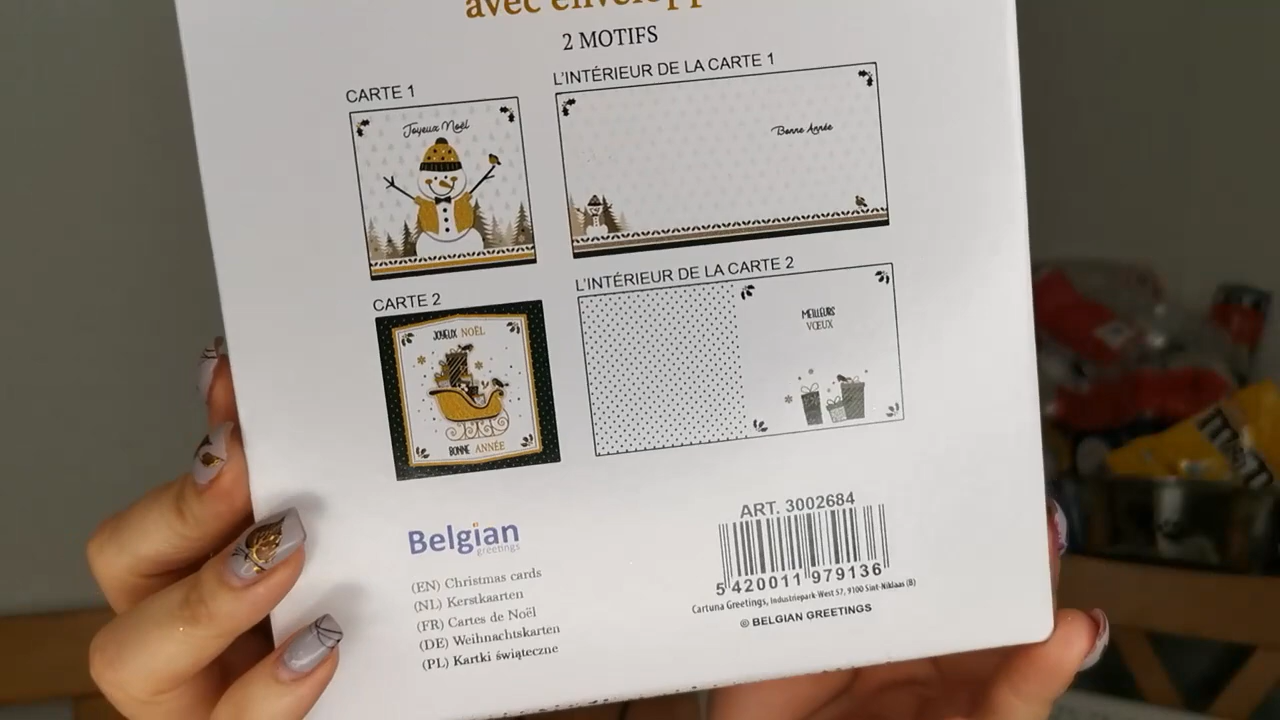 avec envelopp
2 MOTIFS
CARTE 1
L'INTÉRIEUR DE LA CARTE 1
Joyeux Noël
Bonne Année
CARTE 2
L'INTÉRIEUR DE LA CARTE 2
JOYEUX NOËL
BONNE ANNÉE
MEILLEURS
VŒUX
Belgian
greetings
(EN) Christmas cards
(NL) Kerstkaarten
(FR) Cartes de Noël
(DE) Weihnachtskarten
(PL) Kartki świąteczne
ART. 3002684
5 420011 979136
Cartuna Greetings, Industriepark-West 57, 9100 Sint-Niklaas (B)
© BELGIAN GREETINGS
M&M